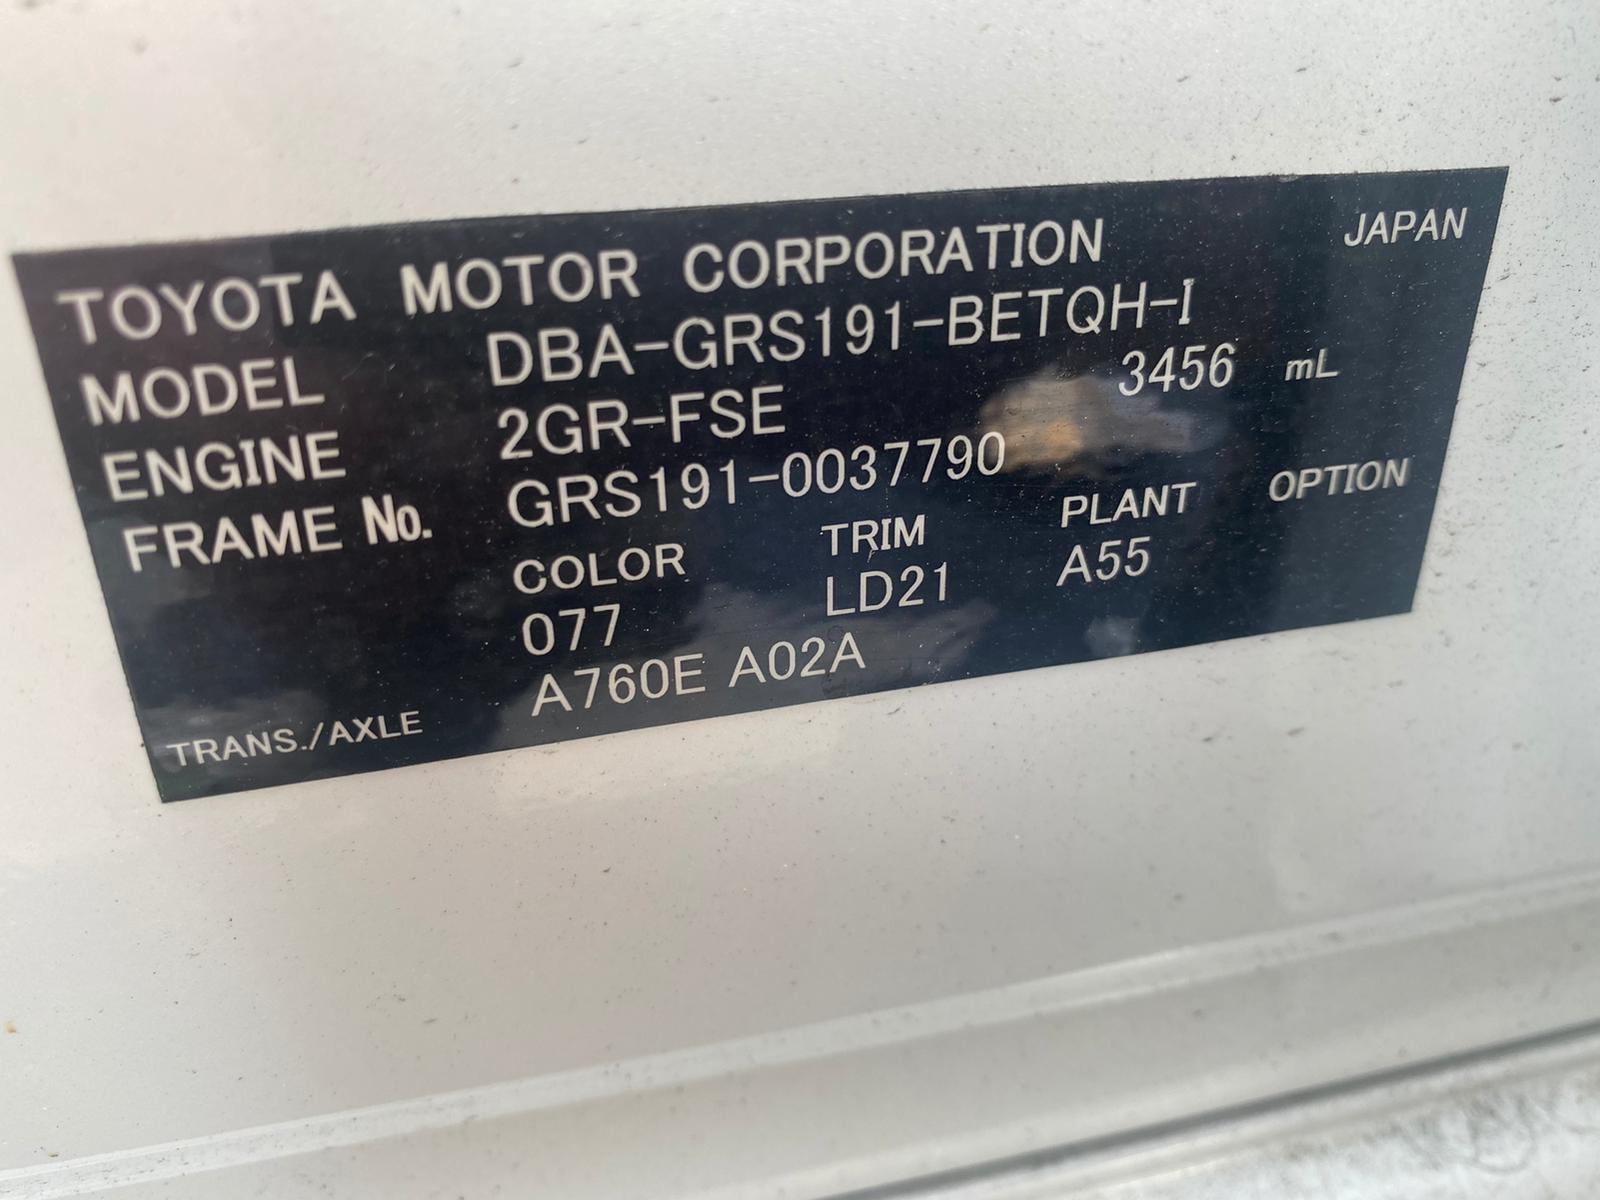 TOYOTA MOTOR CORPORATION JAPAN
MODEL DBA-GRS191-BETQH-I
ENGINE 2GR-FSE 3456 mL
FRAME No. GRS191-0037790
COLOR TRIM PLANT OPTION
077 LD21 A55
TRANS./AXLE A760E A02A